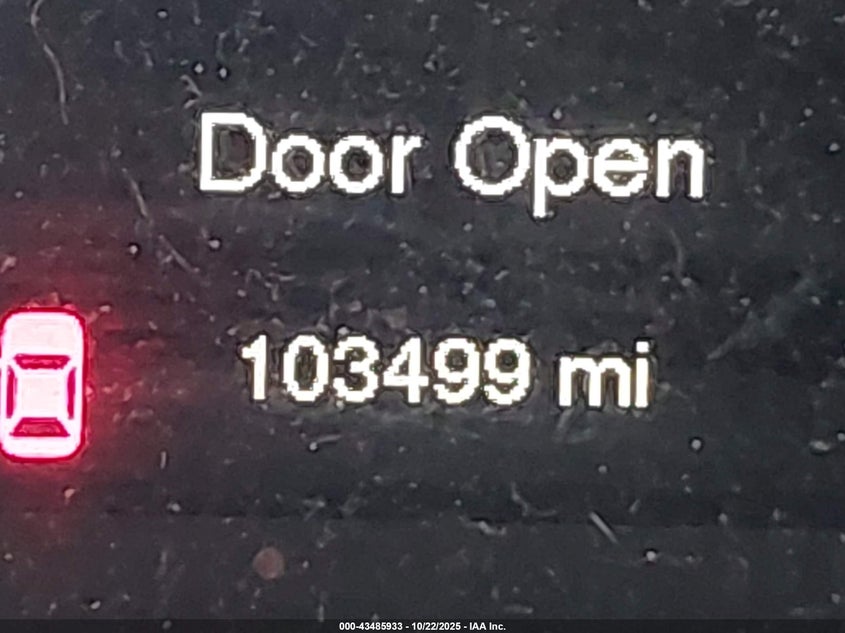 Door Open
103499 mi
000-43485933 - 10/22/2025 - IAA Inc.